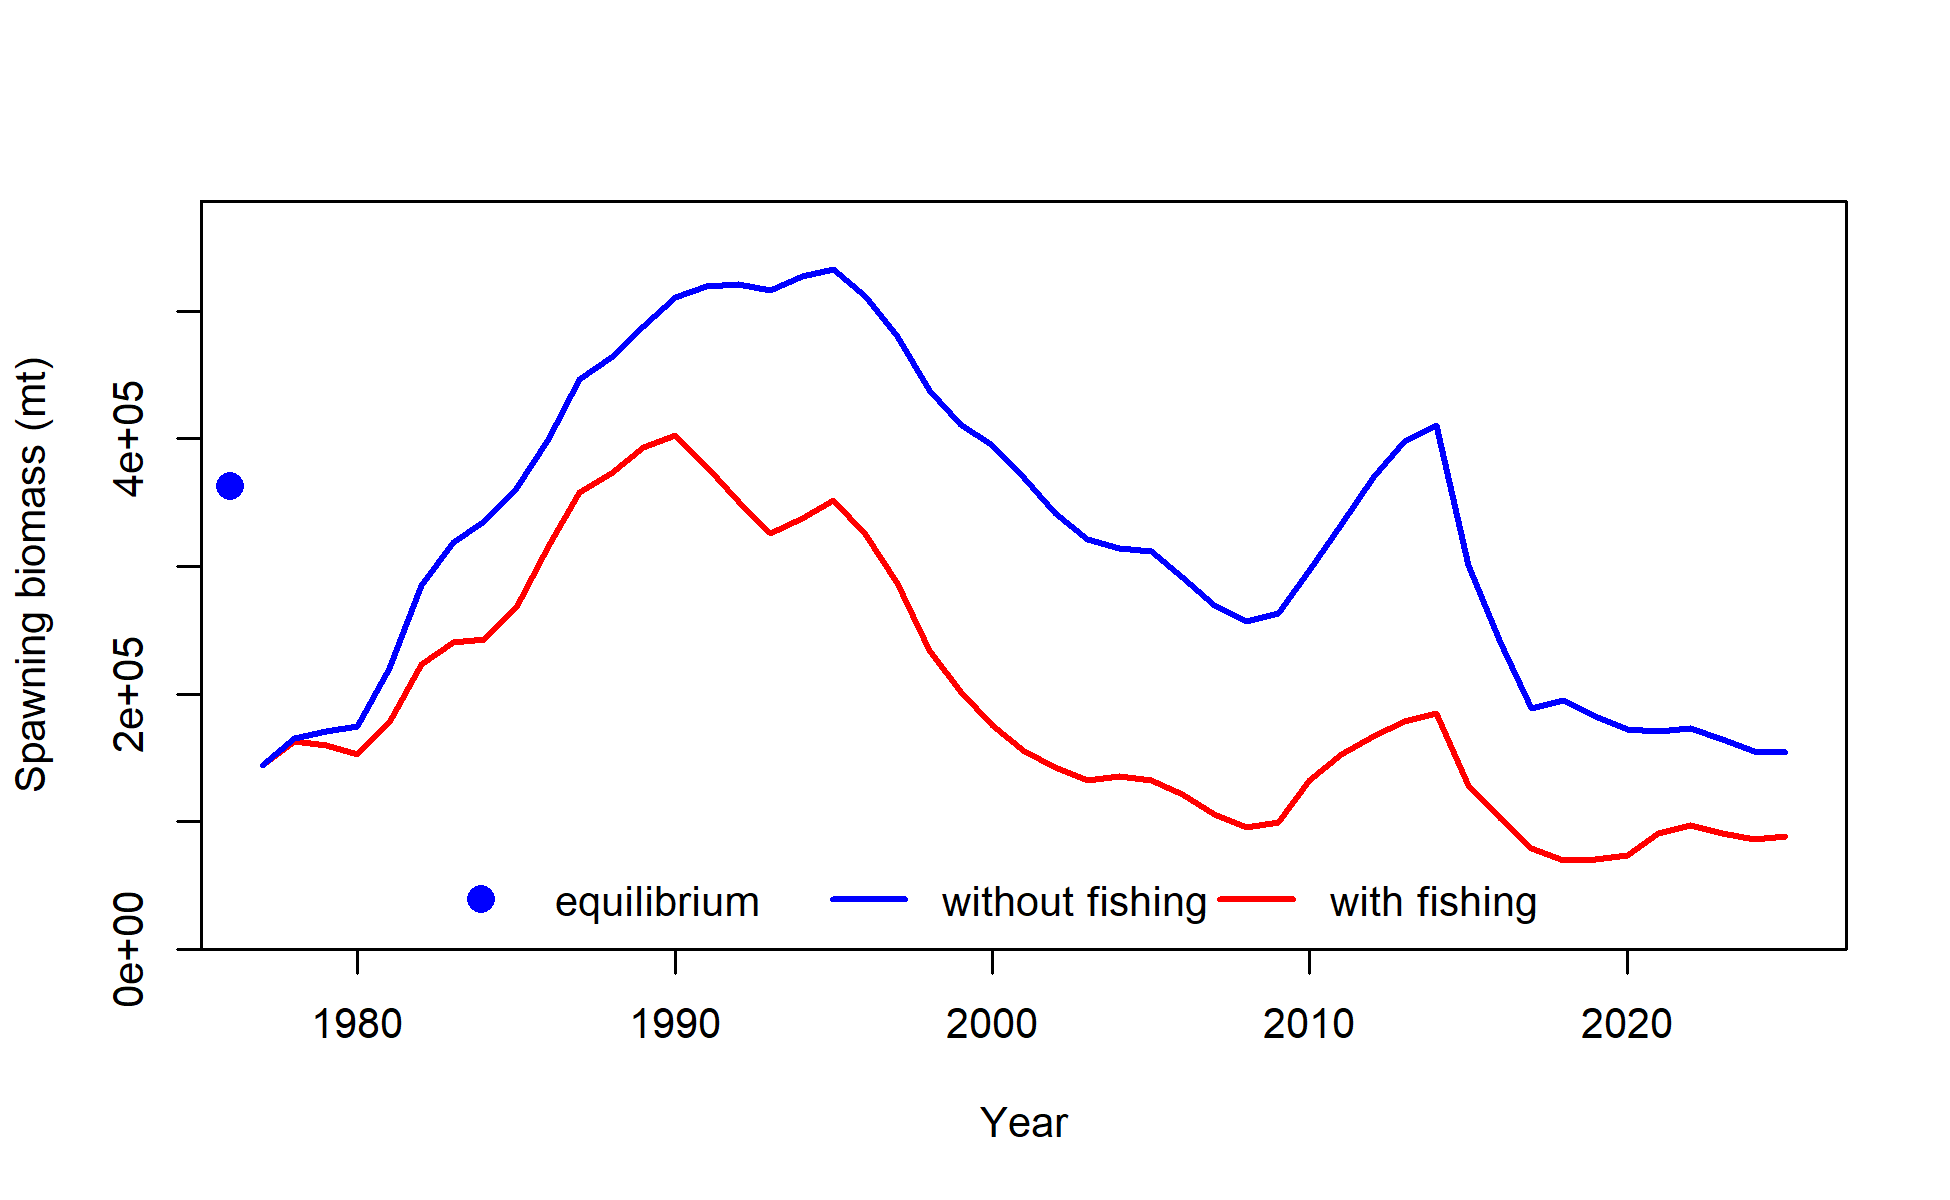 Spawning biomass (mt)
4e+05
2e+05
0e+00
equilibrium without fishing with fishing
1980 1990 2000 2010 2020
Year